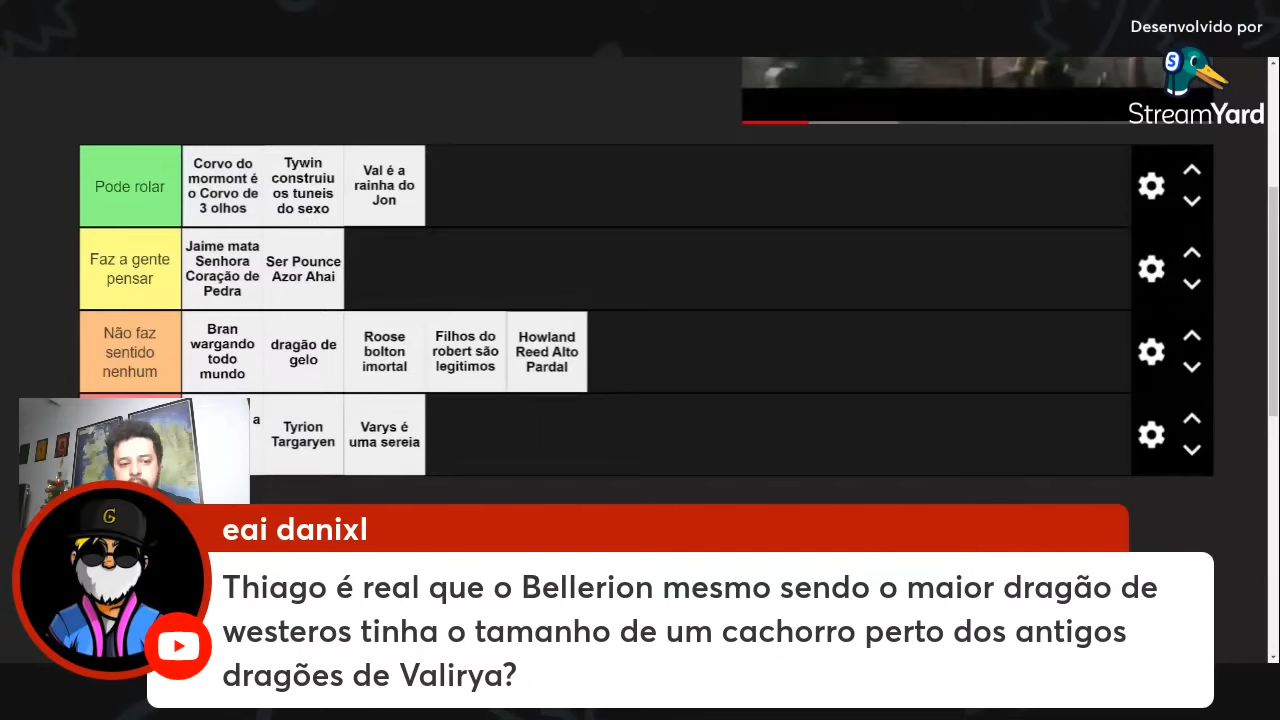 Desenvolvido por
S
StreamYard
Pode rolar
Corvo do
mormont é
o Corvo de
3 olhos
Tywin
construiu
os tuneis
do sexo
Val é a
rainha do
Jon
Faz a gente
pensar
Jaime mata
Senhora
Coração de
Pedra
Ser Pounce
Azor Ahai
Não faz
sentido
nenhum
Bran
wargando
todo
mundo
dragão de
gelo
Roose
bolton
imortal
Filhos do
robert são
legítimos
Howland
Reed Alto
Pardal
a
Tyrion
Targaryen
Varys é
uma sereia
G
eai danixl
Thiago é real que o Bellerion mesmo sendo o maior dragão de
westeros tinha o tamanho de um cachorro perto dos antigos
dragões de Valirya?